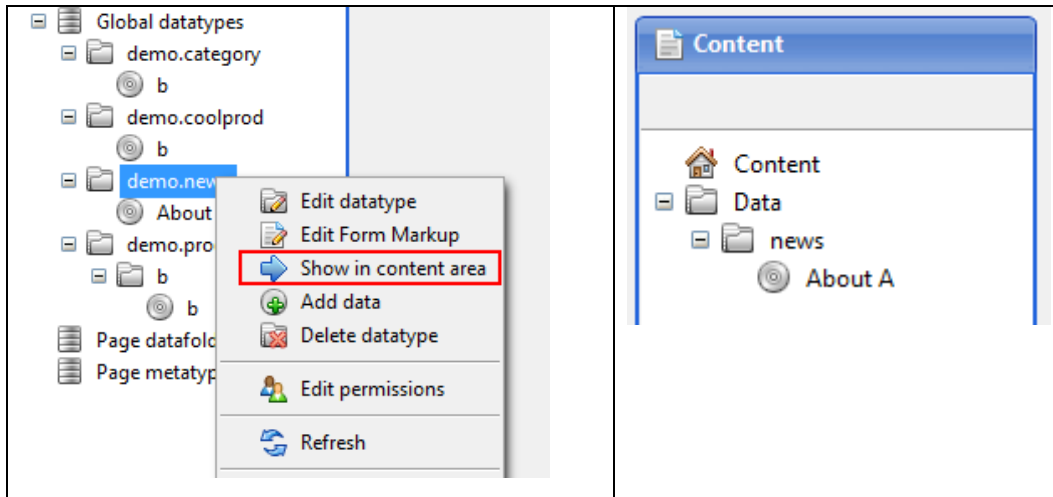 Global datatypes
demo.category
b
demo.coolprod
b
demo.new
About
demo.pro
b
b
Page datafold
Page metatyp
Edit datatype
Edit Form Markup
Show in content area
Add data
Delete datatype
Edit permissions
Refresh
Content
Content
Data
news
About A